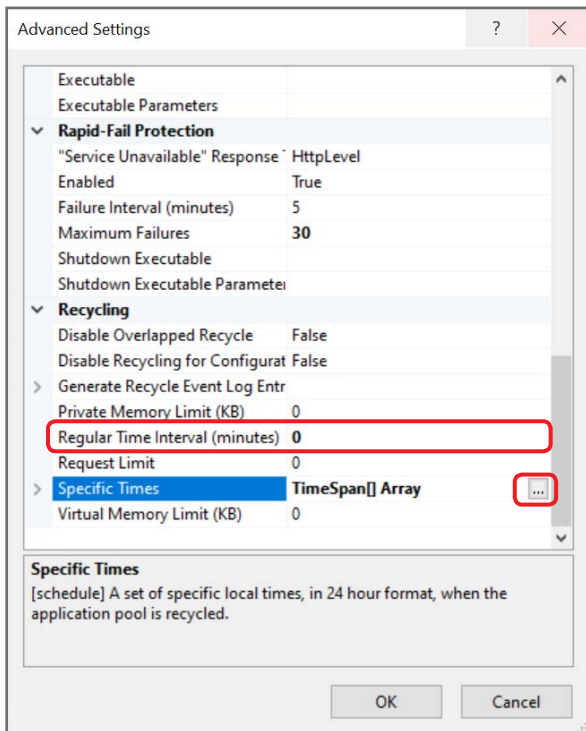 Advanced Settings ?
Executable
Executable Parameters
Rapid-Fail Protection
"Service Unavailable" Response HttpLevel
Enabled True
Failure Interval (minutes) 5
Maximum Failures 30
Shutdown Executable
Shutdown Executable Parameter
Recycling
Disable Overlapped Recycle False
Disable Recycling for Configurat False
Generate Recycle Event Log Entr
Private Memory Limit (KB) 0
Regular Time Interval (minutes) 0
Request Limit 0
Specific Times TimeSpan[] Array ...
Virtual Memory Limit (KB) 0
Specific Times
[schedule] A set of specific local times, in 24 hour format, when the
application pool is recycled.
OK Cancel